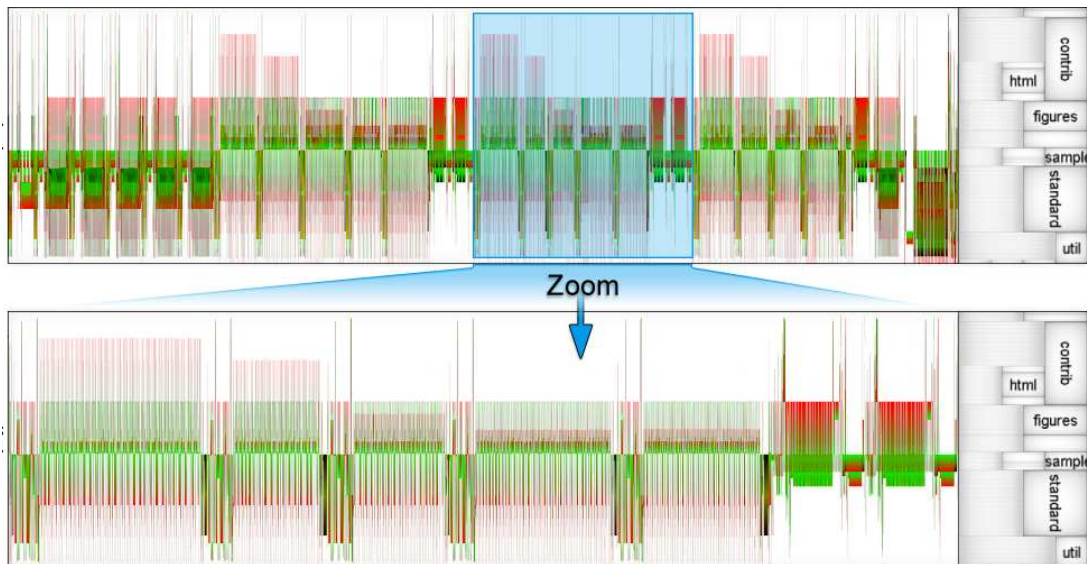 contrib
html
figures
sample
standard
util
Zoom
contrib
html
figures
sample
standard
util